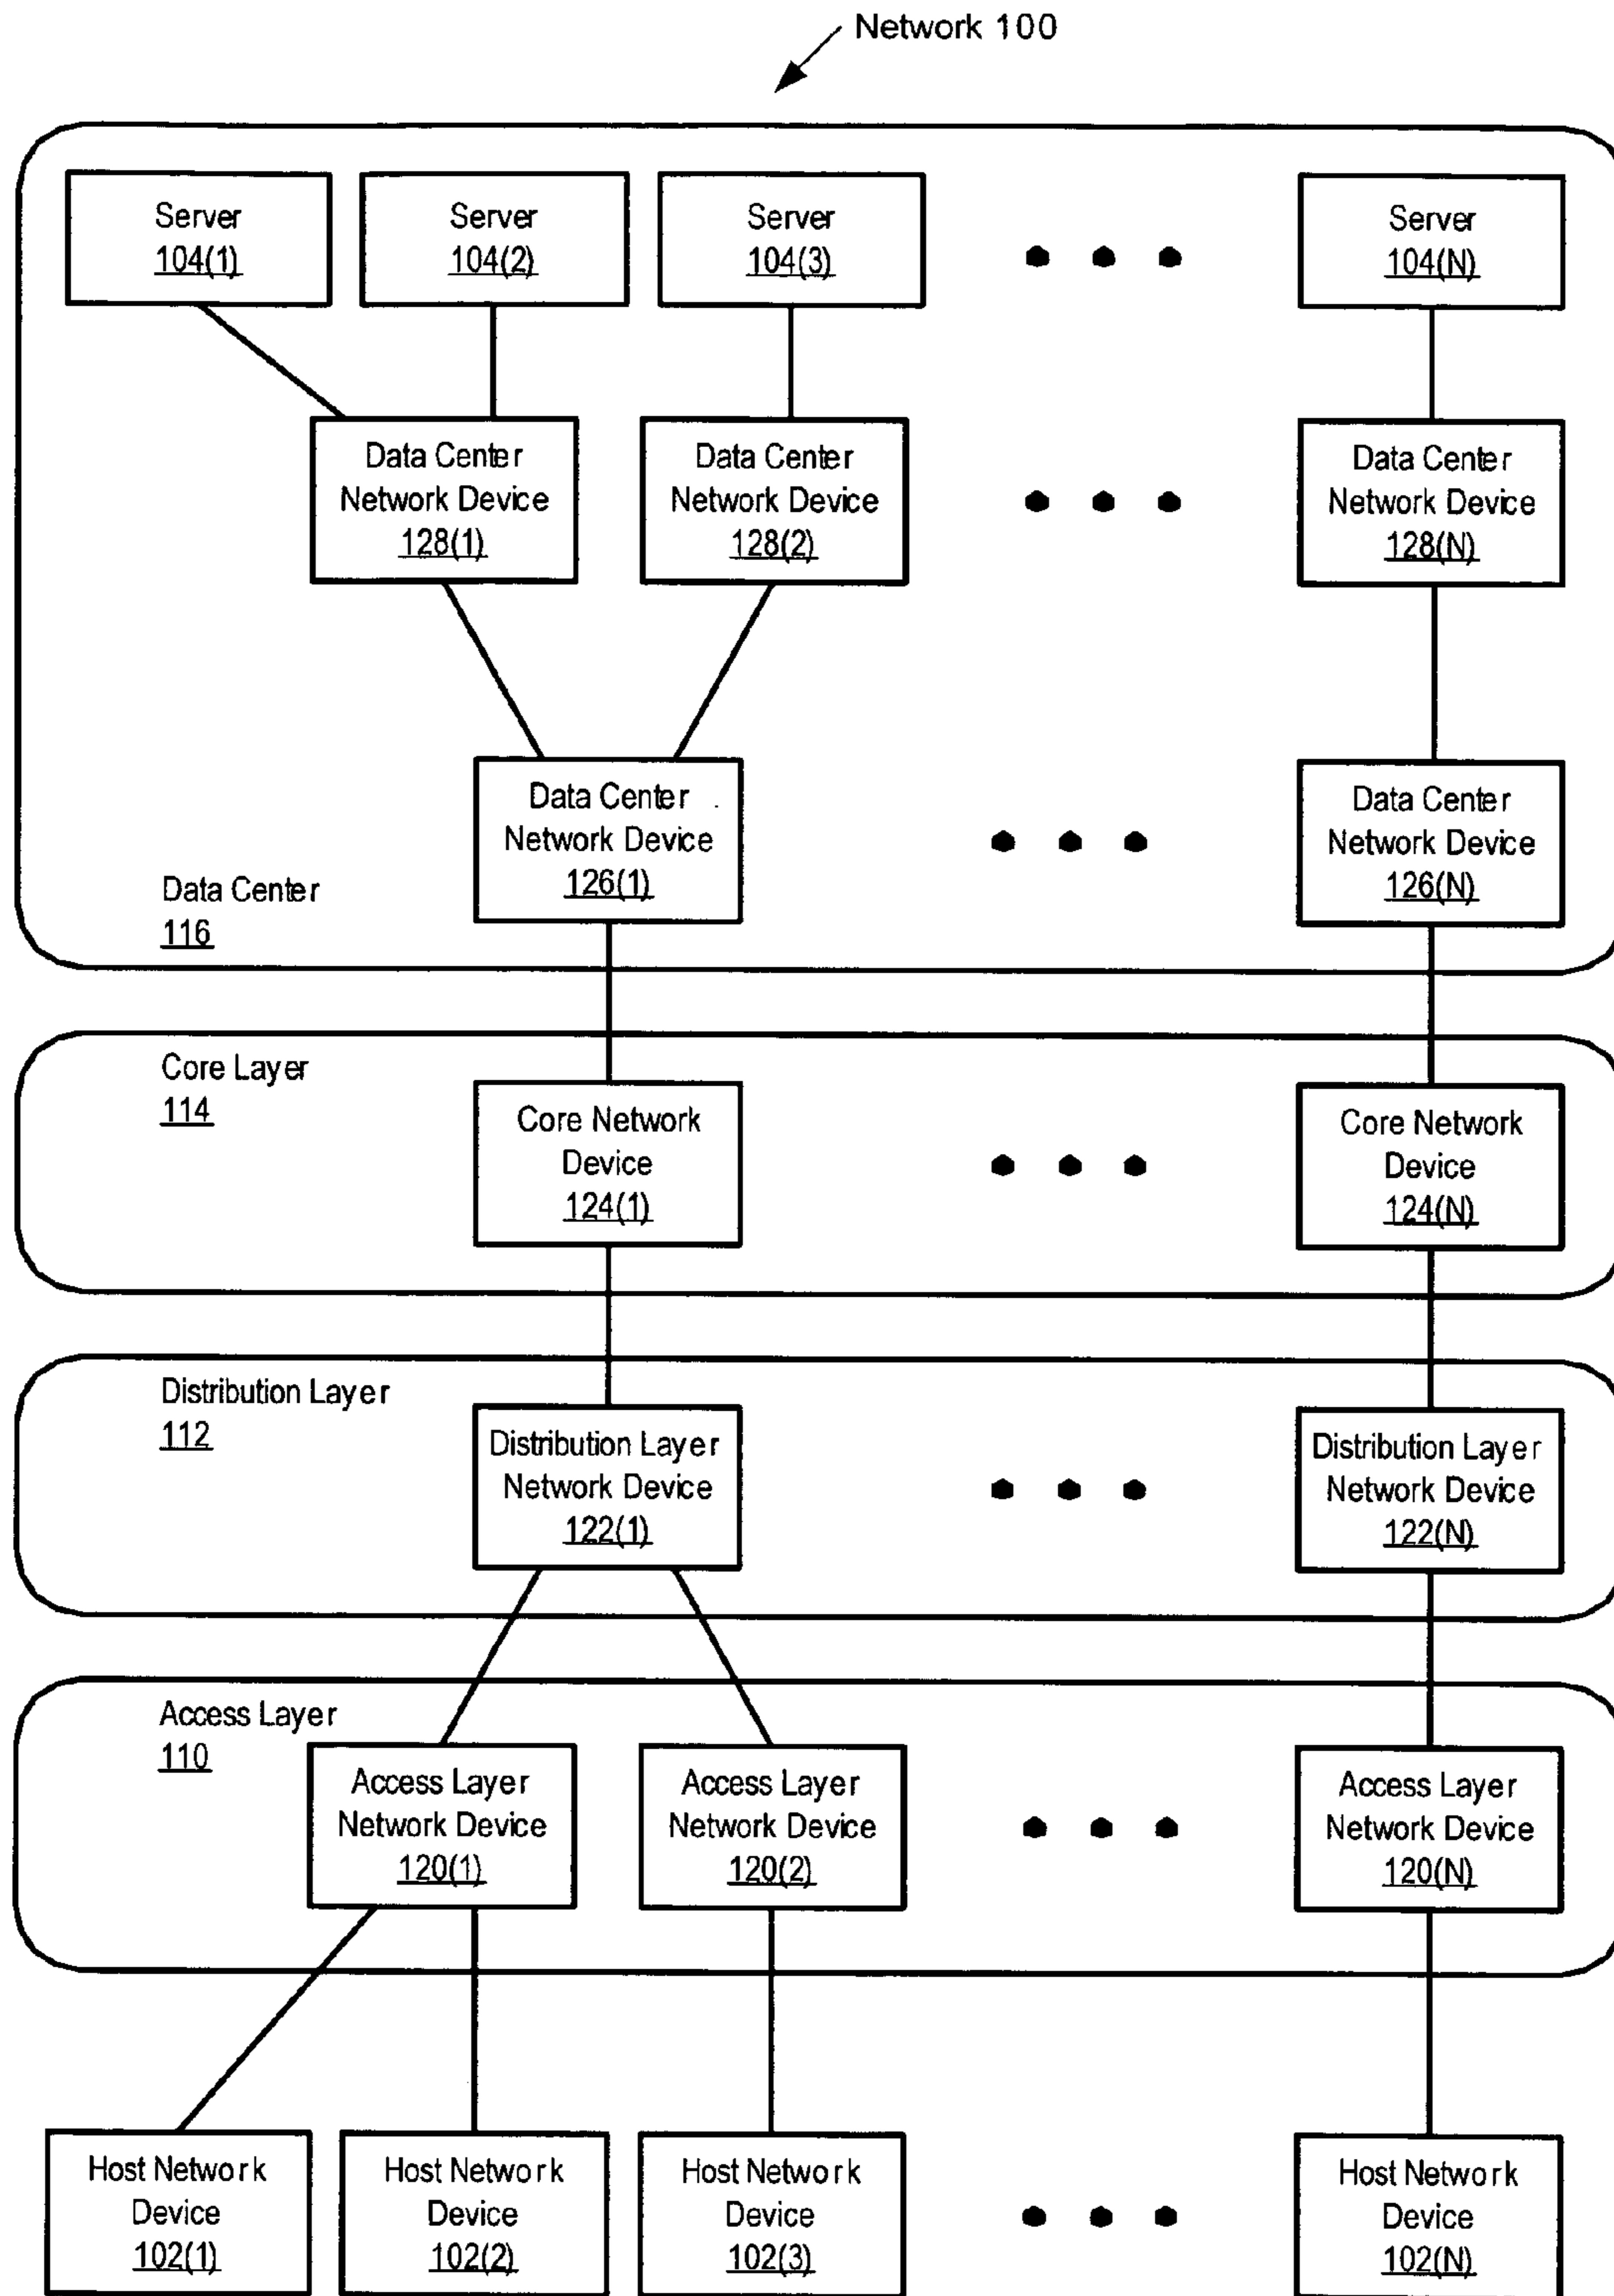 Network 100
Server
104(1)
Server
104(2)
Server
104(3)
Server
104(N)
Data Center
Network Device
128(1)
Data Center
Network Device
128(2)
Data Center
Network Device
128(N)
Data Center
Network Device
126(1)
Data Center
Network Device
126(N)
Data Center
116
Core Layer
114
Core Network
Device
124(1)
Core Network
Device
124(N)
Distribution Layer
112
Distribution Layer
Network Device
122(1)
Distribution Layer
Network Device
122(N)
Access Layer
110
Access Layer
Network Device
120(1)
Access Layer
Network Device
120(2)
Access Layer
Network Device
120(N)
Host Network
Device
102(1)
Host Network
Device
102(2)
Host Network
Device
102(3)
Host Network
Device
102(N)